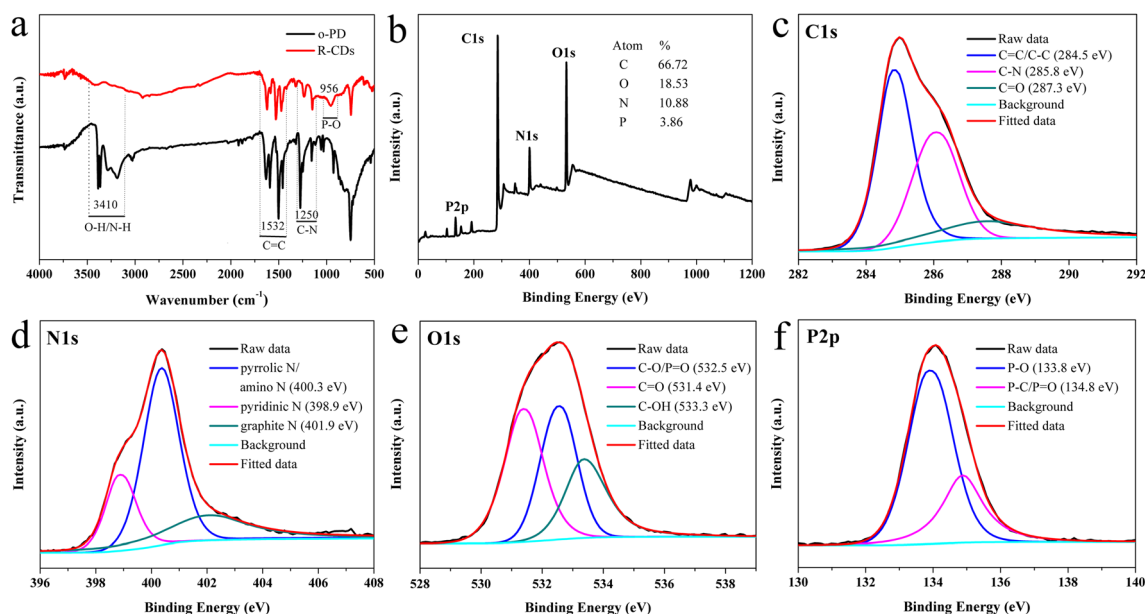 a
o-PD
R-CDs
956
P-O
3410
O-H/N-H
1532
C=C
1250
C-N
Transmittance (a.u.)
4000 3500 3000 2500 2000 1500 1000 500
Wavenumber (cm-1)
b
C1s
O1s
N1s
P2p
Atom %
C 66.72
O 18.53
N 10.88
P 3.86
Intensity (a.u.)
0 200 400 600 800 1000 1200
Binding Energy (eV)
c
C1s
Raw data
C=C/C-C (284.5 eV)
C-N (285.8 eV)
C=O (287.3 eV)
Background
Fitted data
Intensity (a.u.)
282 284 286 288 290 292
Binding Energy (eV)
d
N1s
Raw data
pyrrolic N/
amino N (400.3 eV)
pyridinic N (398.9 eV)
graphite N (401.9 eV)
Background
Fitted data
Intensity (a.u.)
396 398 400 402 404 406 408
Binding Energy (eV)
e
O1s
Raw data
C-O/P=O (532.5 eV)
C=O (531.4 eV)
C-OH (533.3 eV)
Background
Fitted data
Intensity (a.u.)
528 530 532 534 536 538
Binding Energy (eV)
f
P2p
Raw data
P-O (133.8 eV)
P-C/P=O (134.8 eV)
Background
Fitted data
Intensity (a.u.)
130 132 134 136 138 140
Binding Energy (eV)